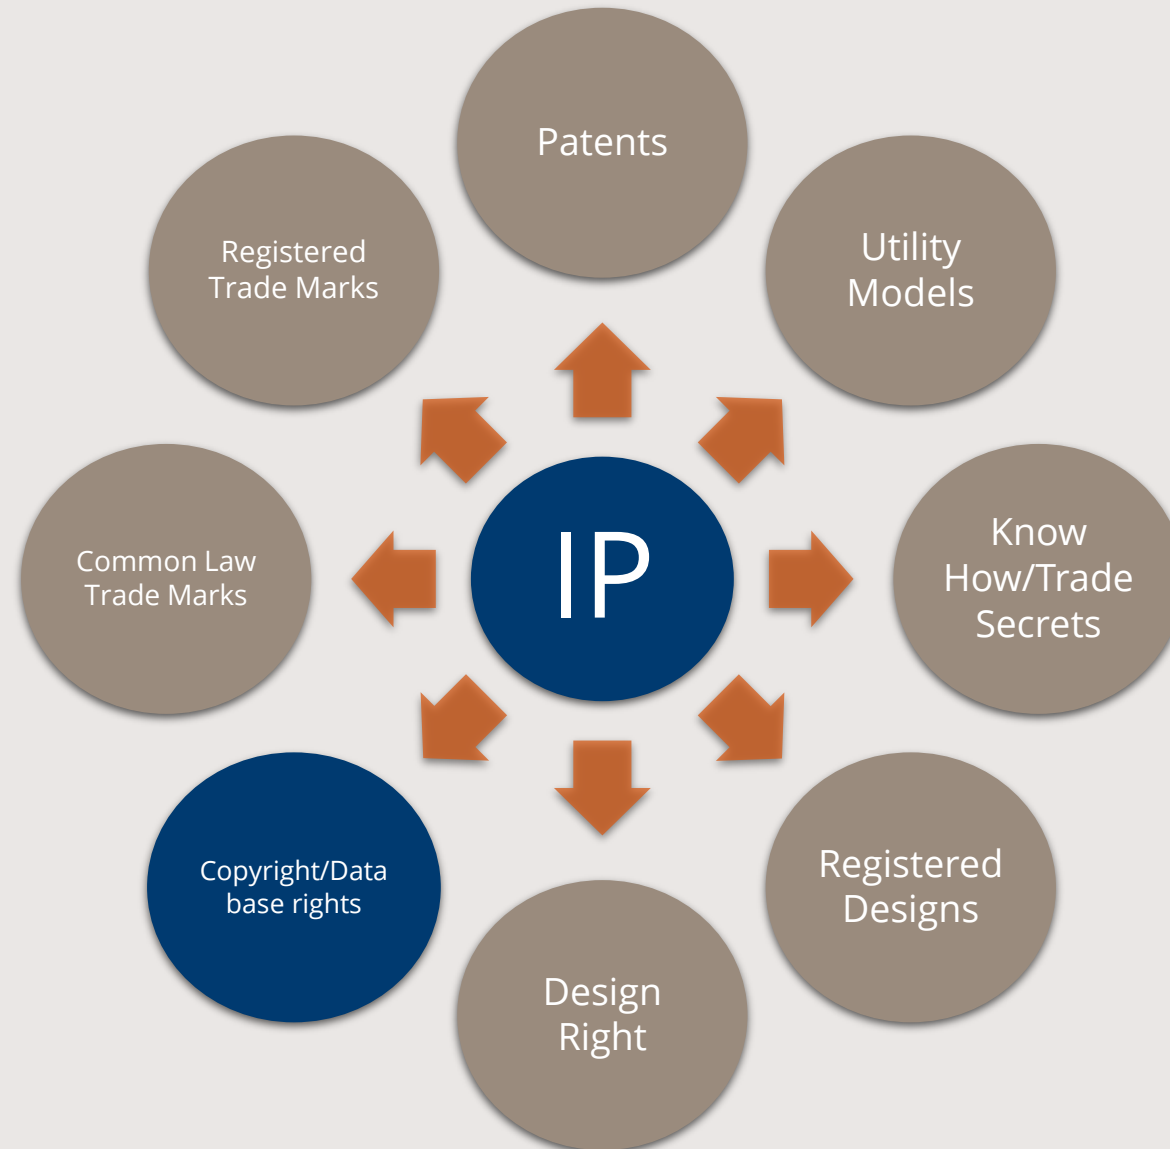 Patents
Registered
Trade Marks
Utility
Models
Common Law
Trade Marks
IP
Know
How/Trade
Secrets
Copyright/Data
base rights
Registered
Designs
Design
Right